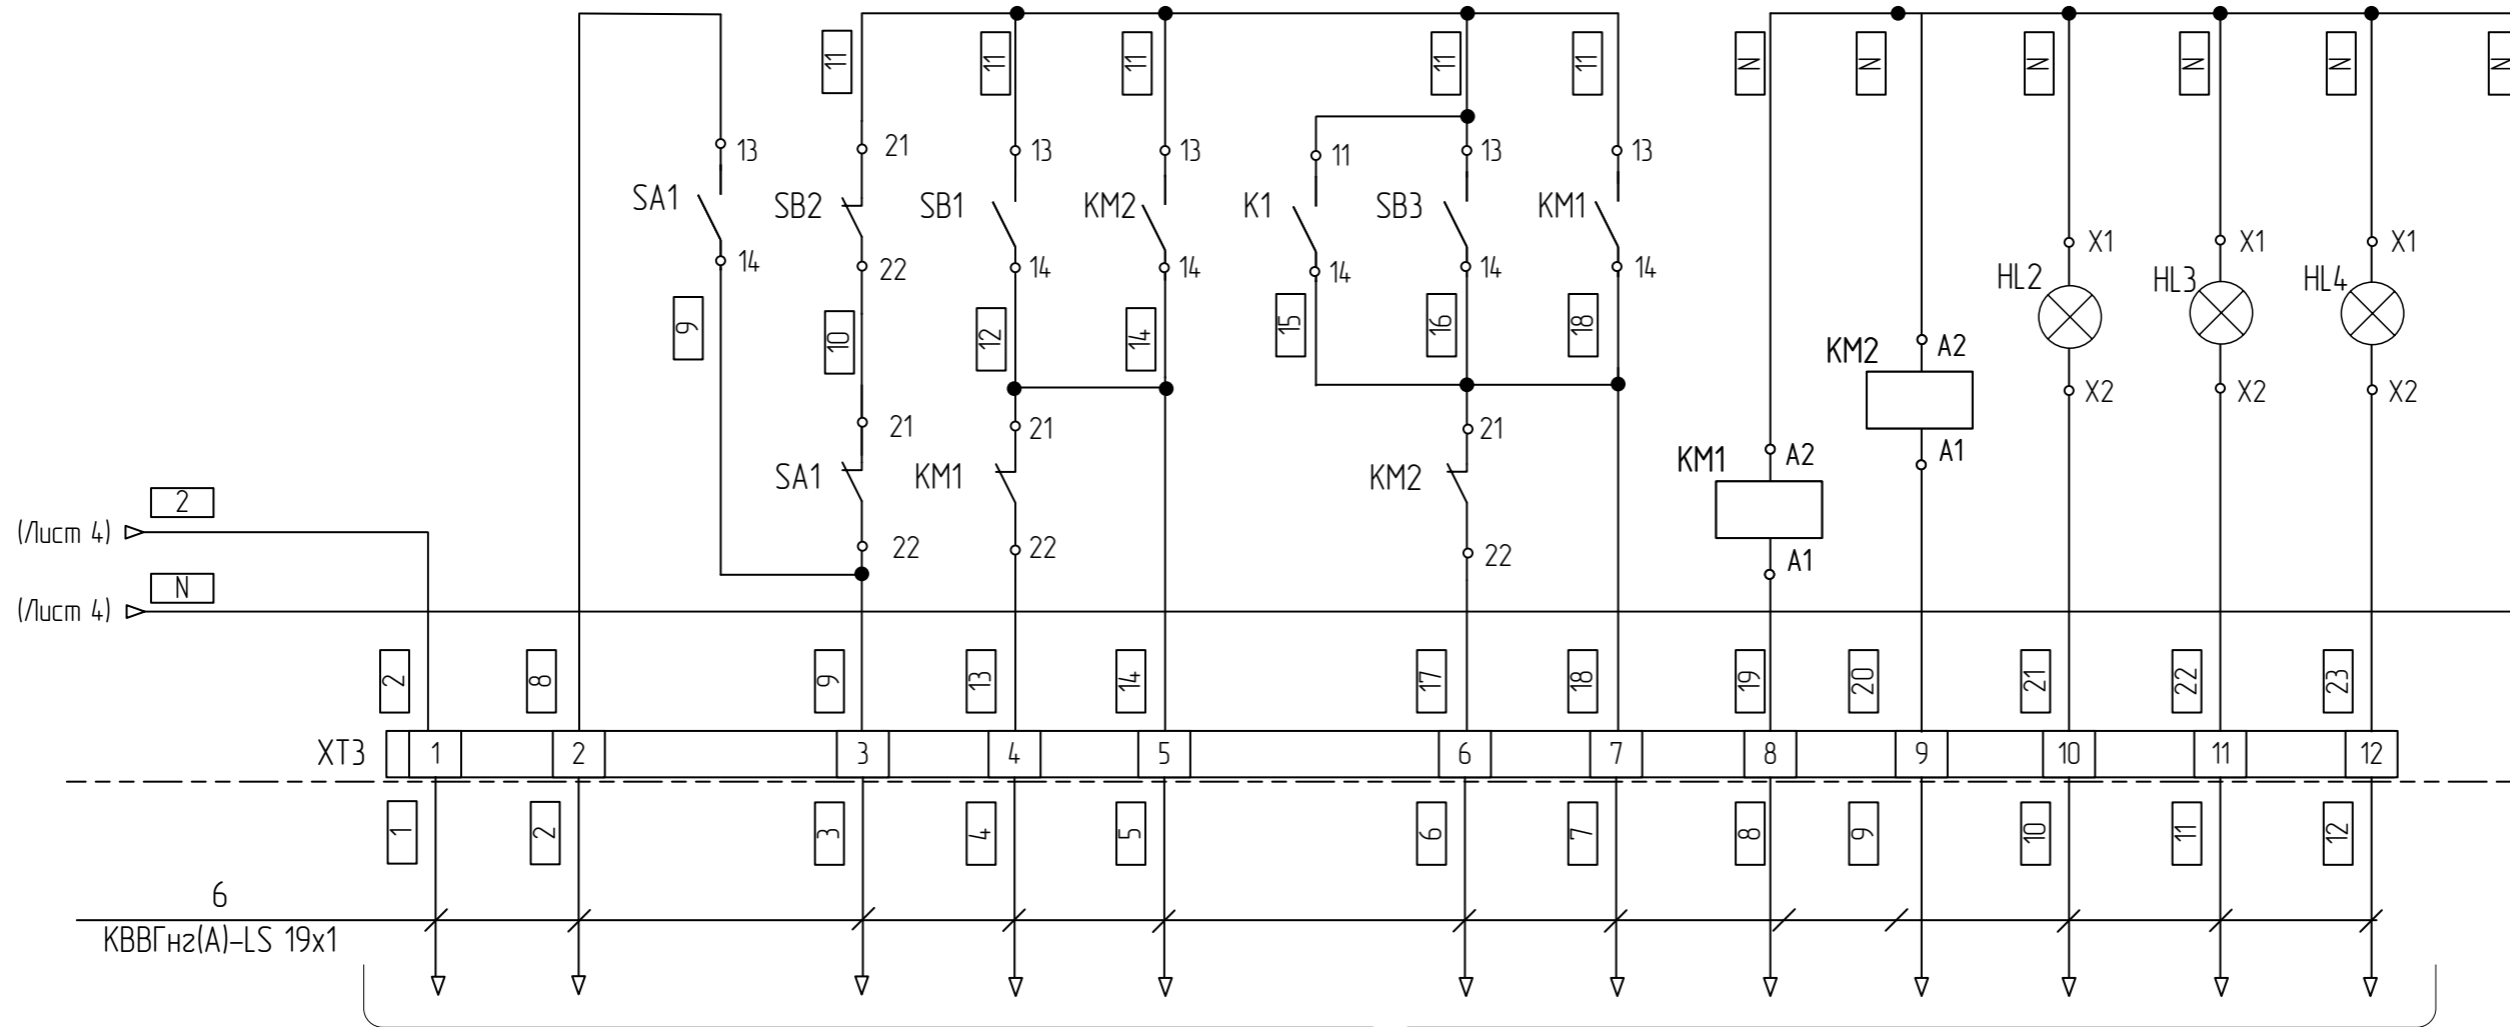 11 11 11 11 11 N N N N N N
13 21 13 13 11 13 13
SA1 SB2 SB1 KM2 K1 SB3 KM1
14 22 14 14 14 14 14
X1 X1 X1
HL2 HL3 HL4
9 10 12 14 15 16 18
KM2 A2
X2 X2 X2
21 21 21
KM1 A2 A1
SA1 KM1 KM2
22 22 22
A1
2
(Лист 4)
N
(Лист 4)
2 8 9 13 14 17 18 19 20 21 22 23
XT3 1 2 3 4 5 6 7 8 9 10 11 12
1 2 3 4 5 6 7 8 9 10 11 12
6
КВВГнг(А)-LS 19х1